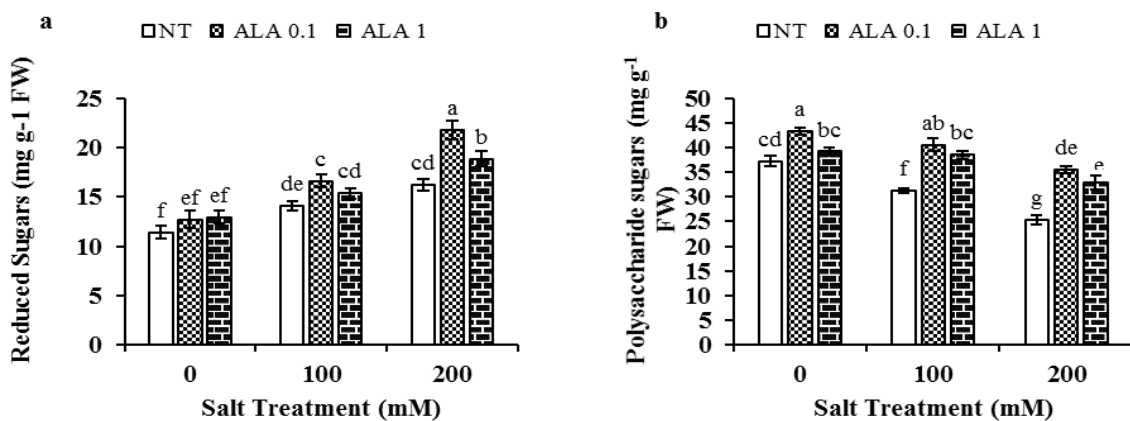 a
NT ALA 0.1 ALA 1
Reduced Sugars (mg g-1 FW)
25
20
15
10
5
0
f ef ef de c cd cd a b
0 100 200
Salt Treatment (mM)
b
NT ALA 0.1 ALA 1
Polysaccharide sugars (mg g-1
FW)
50
45
40
35
30
25
20
15
10
5
0
cd a bc f ab bc g de e
0 100 200
Salt Treatment (mM)